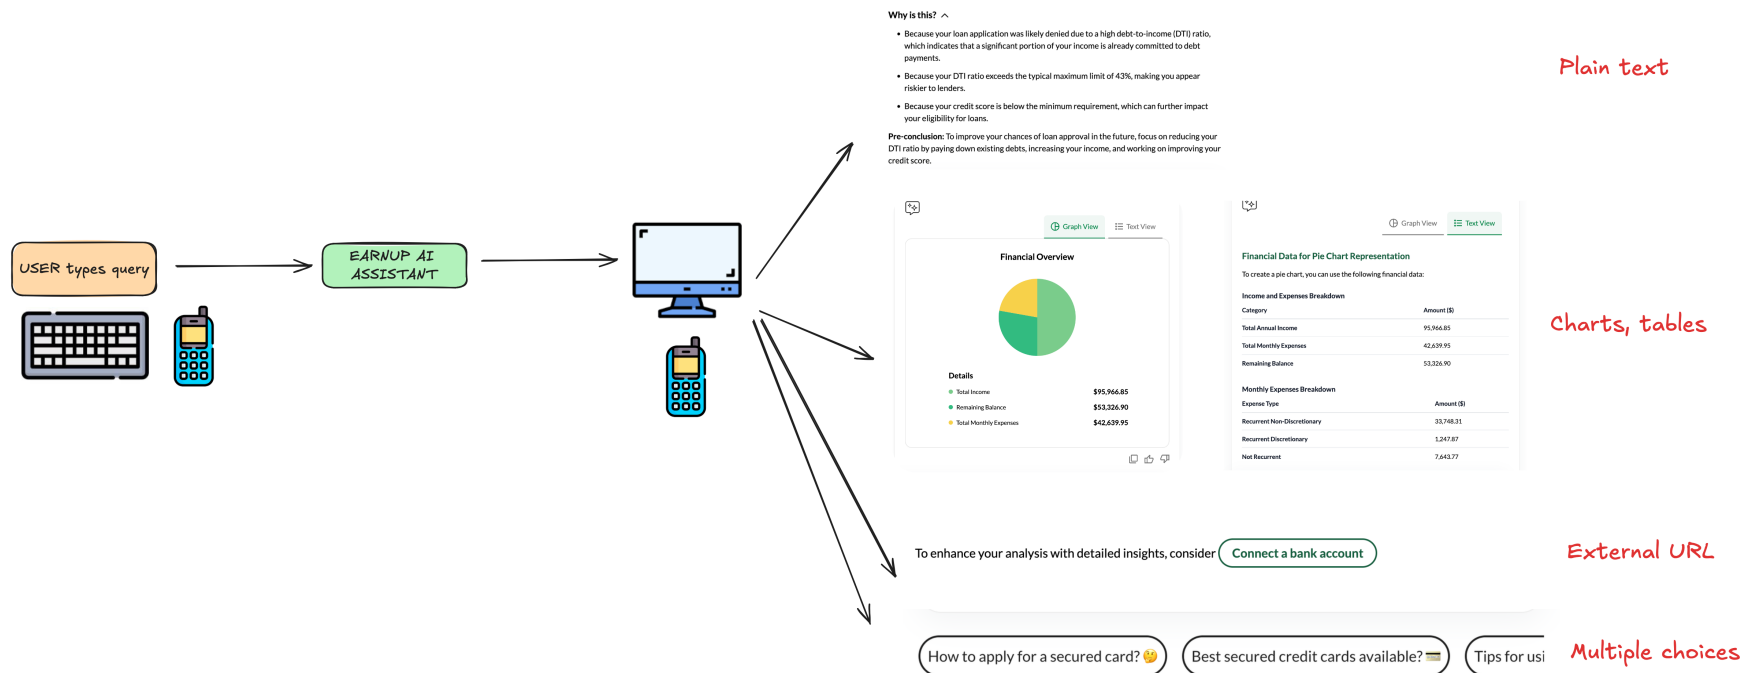 USER types query
EARNUP AI
ASSISTANT
Why is this?
Because your loan application was likely denied due to a high debt-to-income (DTI) ratio,
which indicates that a significant portion of your income is already committed to debt
payments.
Because your DTI ratio exceeds the typical maximum limit of 43%, making you appear
riskier to lenders.
Because your credit score is below the minimum requirement, which can further impact
your eligibility for loans.
Pre-conclusion: To improve your chances of loan approval in the future, focus on reducing your
DTI ratio by paying down existing debts, increasing your income, and working on improving your
credit score.
Plain text
Graph View Text View
Financial Overview
Details
Total Income $95,966.85
Remaining Balance $53,326.90
Total Monthly Expenses $42,639.95
Graph View Text View
Financial Data for Pie Chart Representation
To create a pie chart, you can use the following financial data:
Income and Expenses Breakdown
Category Amount ($)
Total Annual Income 95,966.85
Total Monthly Expenses 42,639.95
Remaining Balance 53,326.90
Monthly Expenses Breakdown
Expense Type Amount ($)
Recurrent Non-Discretionary 33,748.31
Recurrent Discretionary 1,247.87
Not Recurrent 7,643.77
Charts, tables
To enhance your analysis with detailed insights, consider Connect a bank account
External URL
How to apply for a secured card? 🤔 Best secured credit cards available? 💳 Tips for usi
Multiple choices